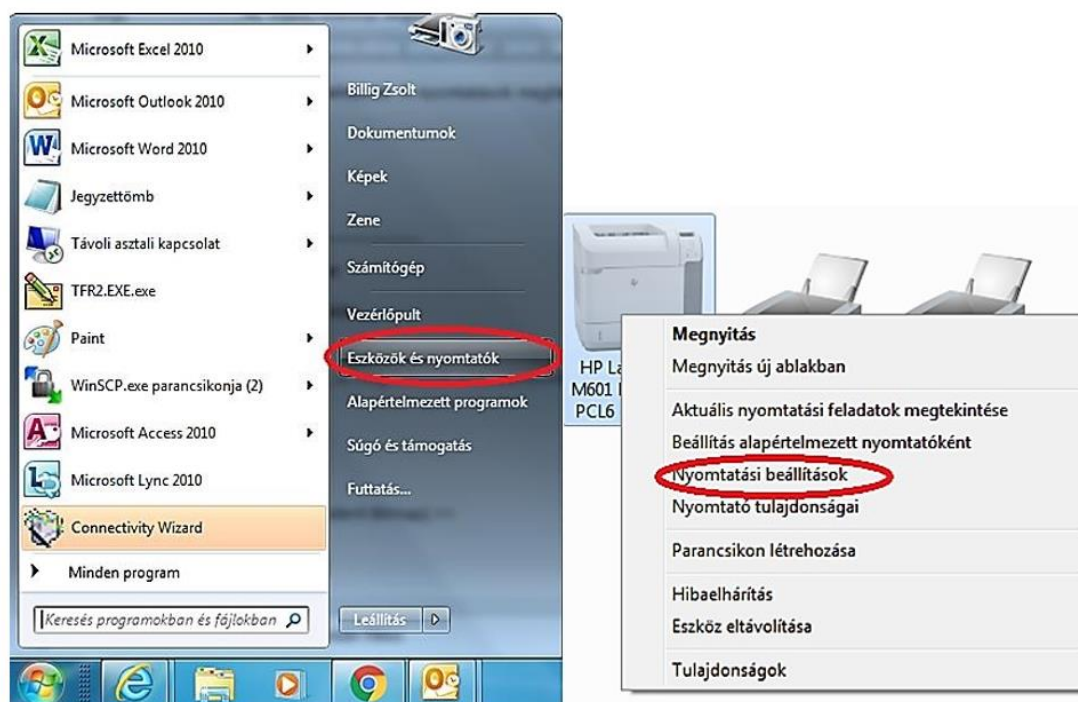 Microsoft Excel 2010
Microsoft Outlook 2010
Microsoft Word 2010
Jegyzettömb
Távoli asztali kapcsolat
TFR2.EXE.exe
Paint
WinSCP.exe parancsikonja (2)
Microsoft Access 2010
Microsoft Lync 2010
Connectivity Wizard
Minden program
Keresés programokban és fájlokban
Billig Zsolt
Dokumentumok
Képek
Zene
Számítógép
Vezérlőpult
Eszközök és nyomtatók
Alapértelmezett programok
Súgó és támogatás
Futtatás...
Leállítás
HP La
M601
PCL6
Megnyitás
Megnyitás új ablakban
Aktuális nyomtatási feladatok megtekintése
Beállítás alapértelmezett nyomtatóként
Nyomtatási beállítások
Nyomtató tulajdonságai
Parancsikon létrehozása
Hibaelhárítás
Eszköz eltávolítása
Tulajdonságok